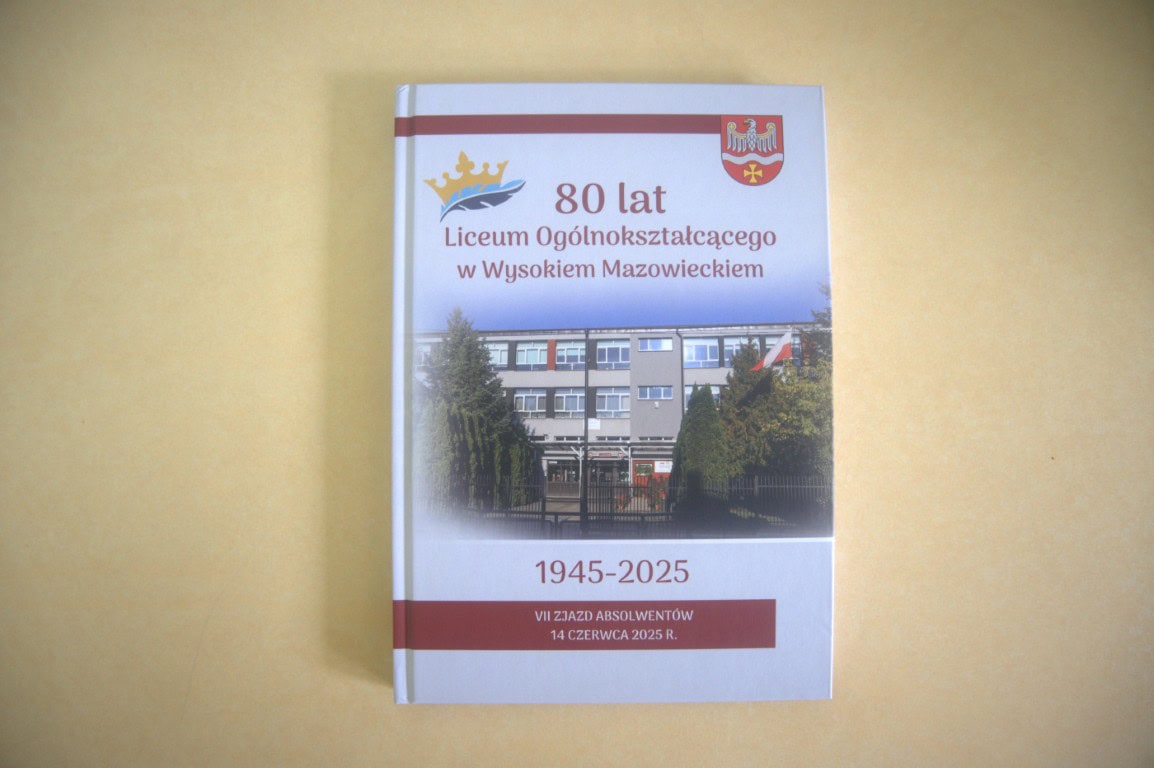 80 lat
Liceum Ogólnokształcącego
w Wysokiem Mazowieckiem
1945-2025
VII ZJAZD ABSOLWENTÓW
14 CZERWCA 2025 R.